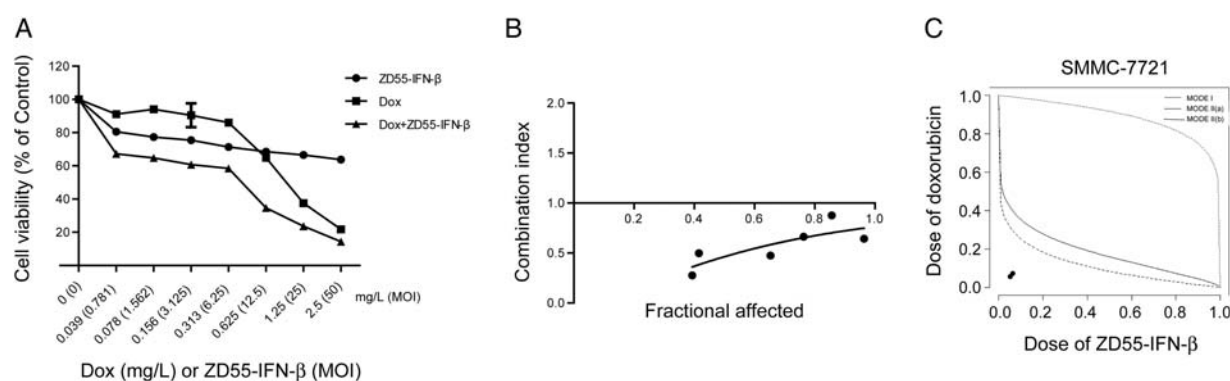 A
ZD55-IFN-β
Dox
Dox+ZD55-IFN-β
Cell viability (% of Control)
120
100
80
60
40
20
0 (0)
0.039 (0.781)
0.078 (1.562)
0.156 (3.125)
0.313 (6.25)
0.625 (12.5)
1.25 (25)
2.5 (50)
mg/L (MOI)
Dox (mg/L) or ZD55-IFN-β (MOI)
B
Combination index
2.0
1.5
1.0
0.5
0.0
0.2
0.4
0.6
0.8
1.0
Fractional affected
C
SMMC-7721
MODE I
MODE II(a)
MODE II(b)
Dose of doxorubicin
1.0
0.8
0.6
0.4
0.2
0.0
0.0
0.2
0.4
0.6
0.8
1.0
Dose of ZD55-IFN-β